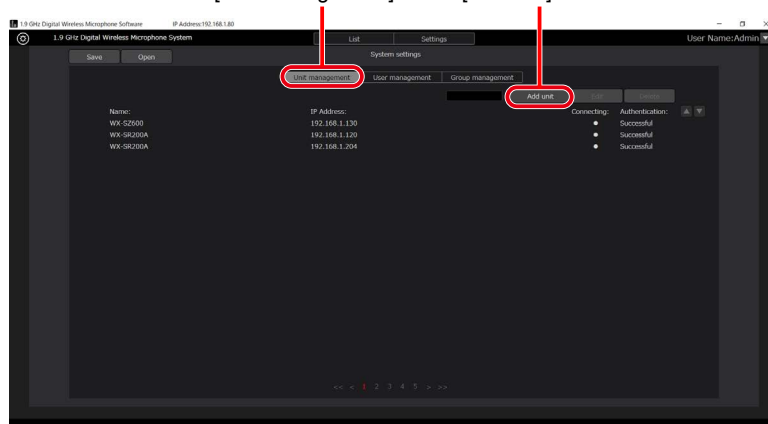 1.9 GHz Digital Wireless Microphone Software IP Address:192.168.1.80
1.9 GHz Digital Wireless Microphone System List Settings User Name:Admin
Save Open System settings
Unit management User management Group management
Add unit Edit Delete
Name: IP Address: Connecting: Authentication:
WX-SZ600 192.168.1.130 Successful
WX-SR200A 192.168.1.120 Successful
WX-SR200A 192.168.1.204 Successful
<< < 1 2 3 4 5 > >>